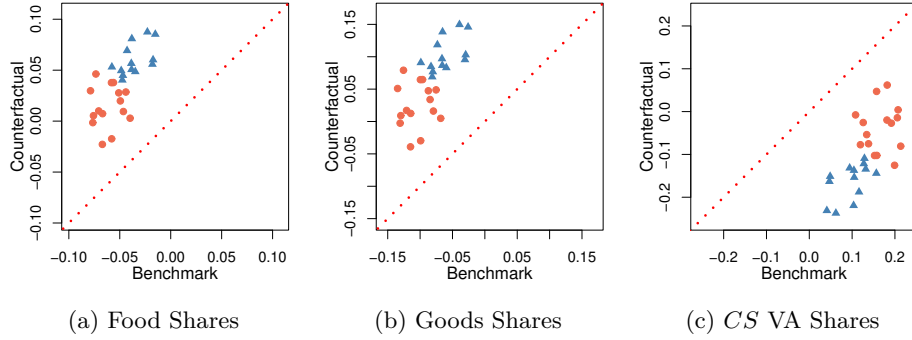 0.10
0.05
0.00
−0.05
−0.10
Counterfactual
−0.10 −0.05 0.00 0.05 0.10
Benchmark
(a) Food Shares
0.15
0.05
−0.05
−0.15
Counterfactual
−0.15 −0.05 0.05 0.15
Benchmark
(b) Goods Shares
0.2
0.1
0.0
−0.1
−0.2
Counterfactual
−0.2 −0.1 0.0 0.1 0.2
Benchmark
(c) CS VA Shares